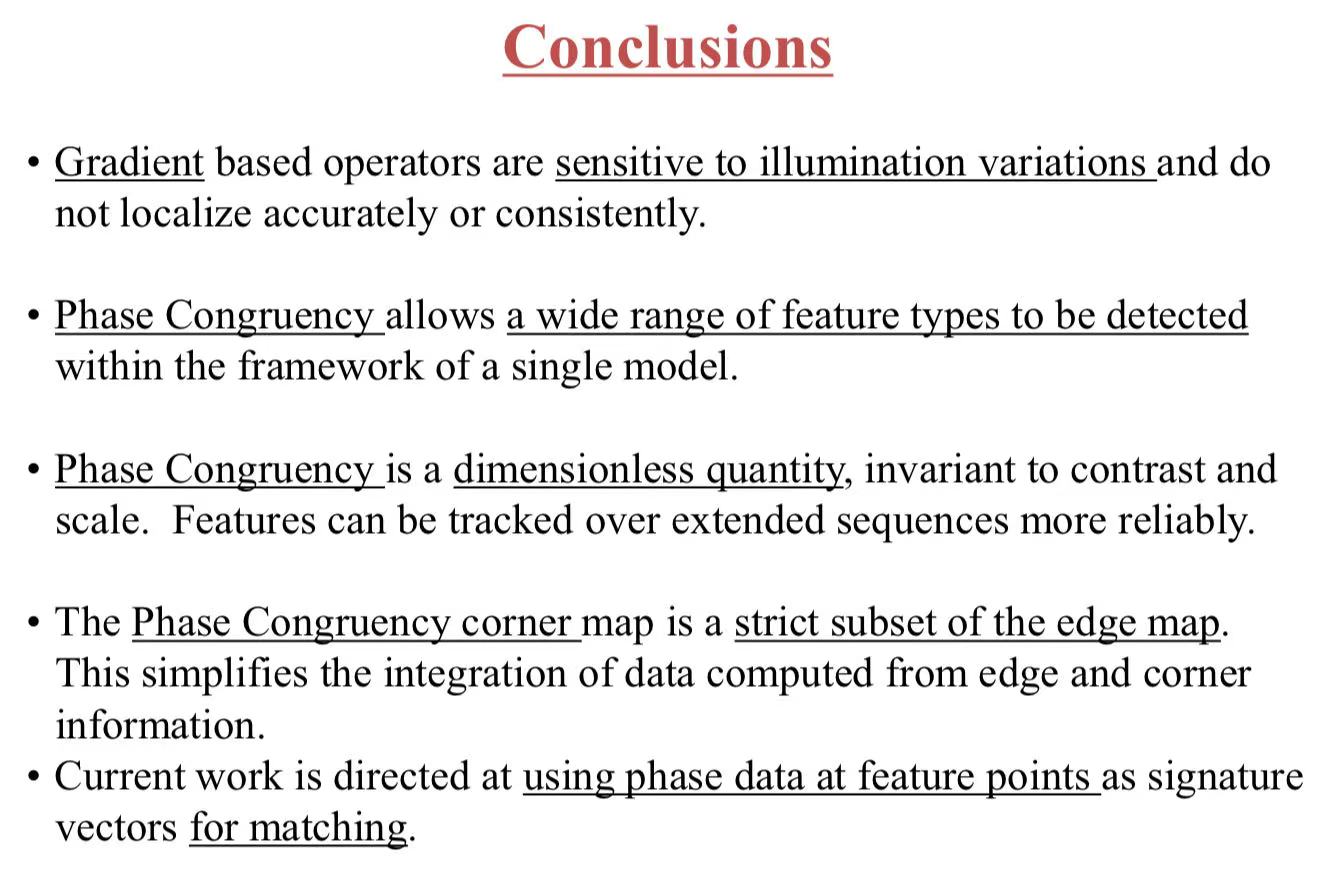 Conclusions
• Gradient based operators are sensitive to illumination variations and do
not localize accurately or consistently.
• Phase Congruency allows a wide range of feature types to be detected
within the framework of a single model.
• Phase Congruency is a dimensionless quantity, invariant to contrast and
scale.  Features can be tracked over extended sequences more reliably.
• The Phase Congruency corner map is a strict subset of the edge map.
This simplifies the integration of data computed from edge and corner
information.
• Current work is directed at using phase data at feature points as signature
vectors for matching.